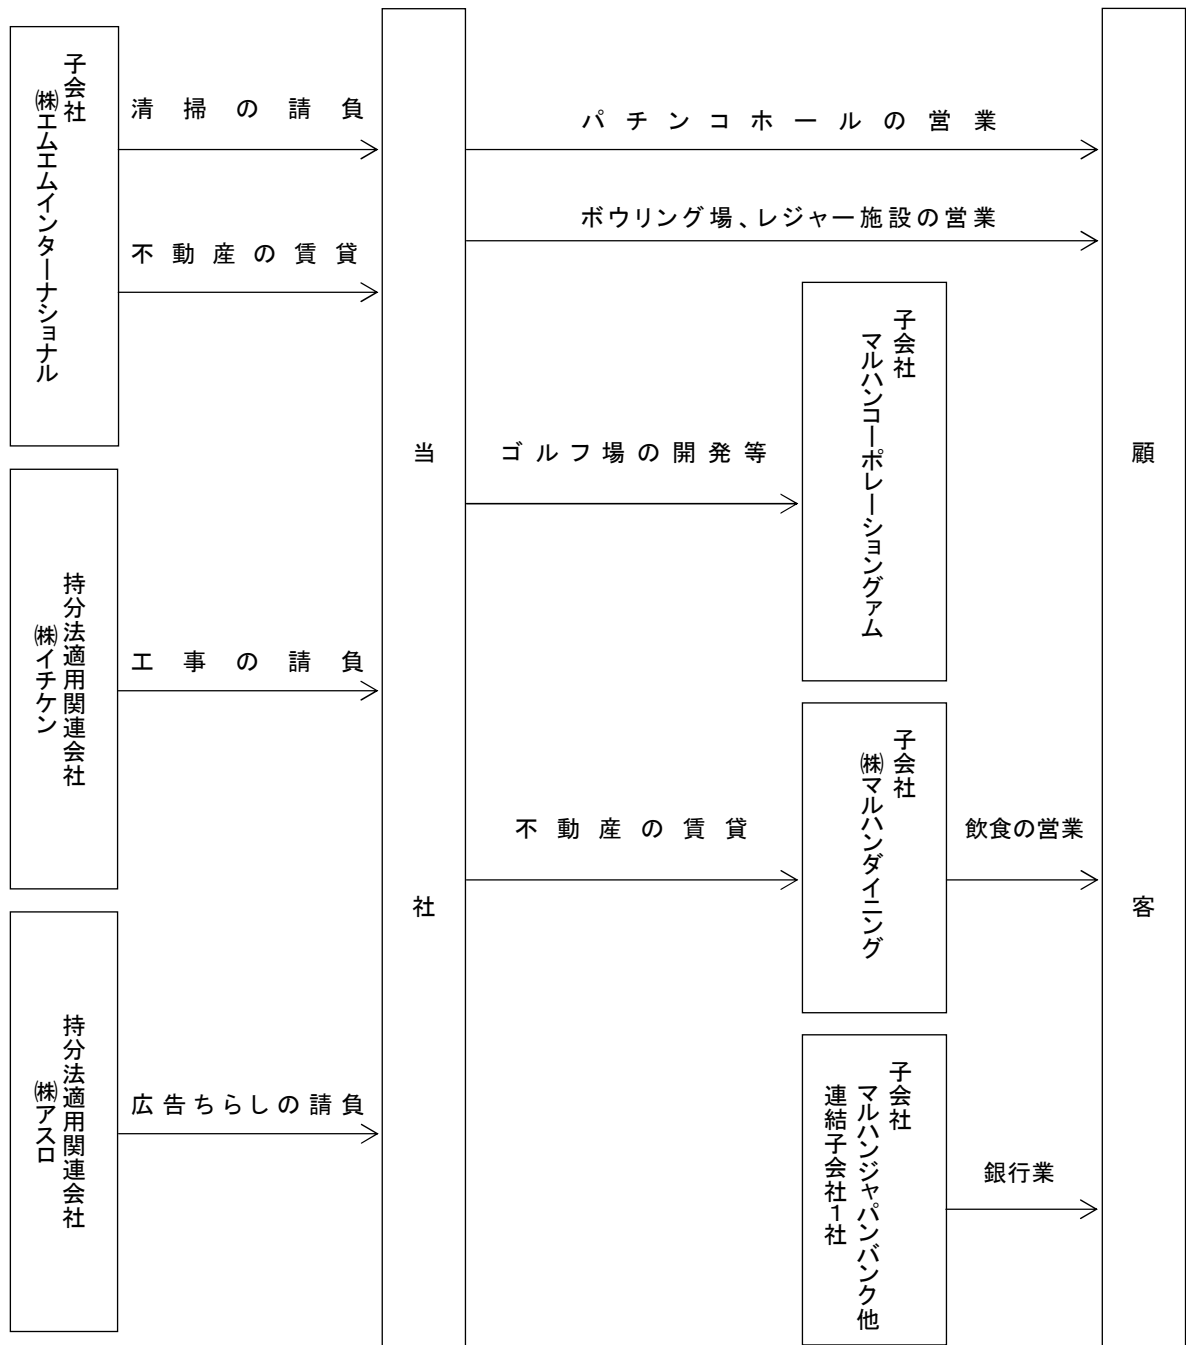 子会社
㈱エムエムインターナショナル
清掃の請負
不動産の賃貸
持分法適用関連会社
㈱イチケン
工事の請負
持分法適用関連会社
㈱アスロ
広告ちらしの請負
当社
パチンコホールの営業
ボウリング場、レジャー施設の営業
ゴルフ場の開発等
子会社
マルハンコーポレーショングァム
不動産の賃貸
子会社
㈱マルハンダイニング
飲食の営業
子会社
マルハンジャパンバンク他
連結子会社1社
銀行業
顧客